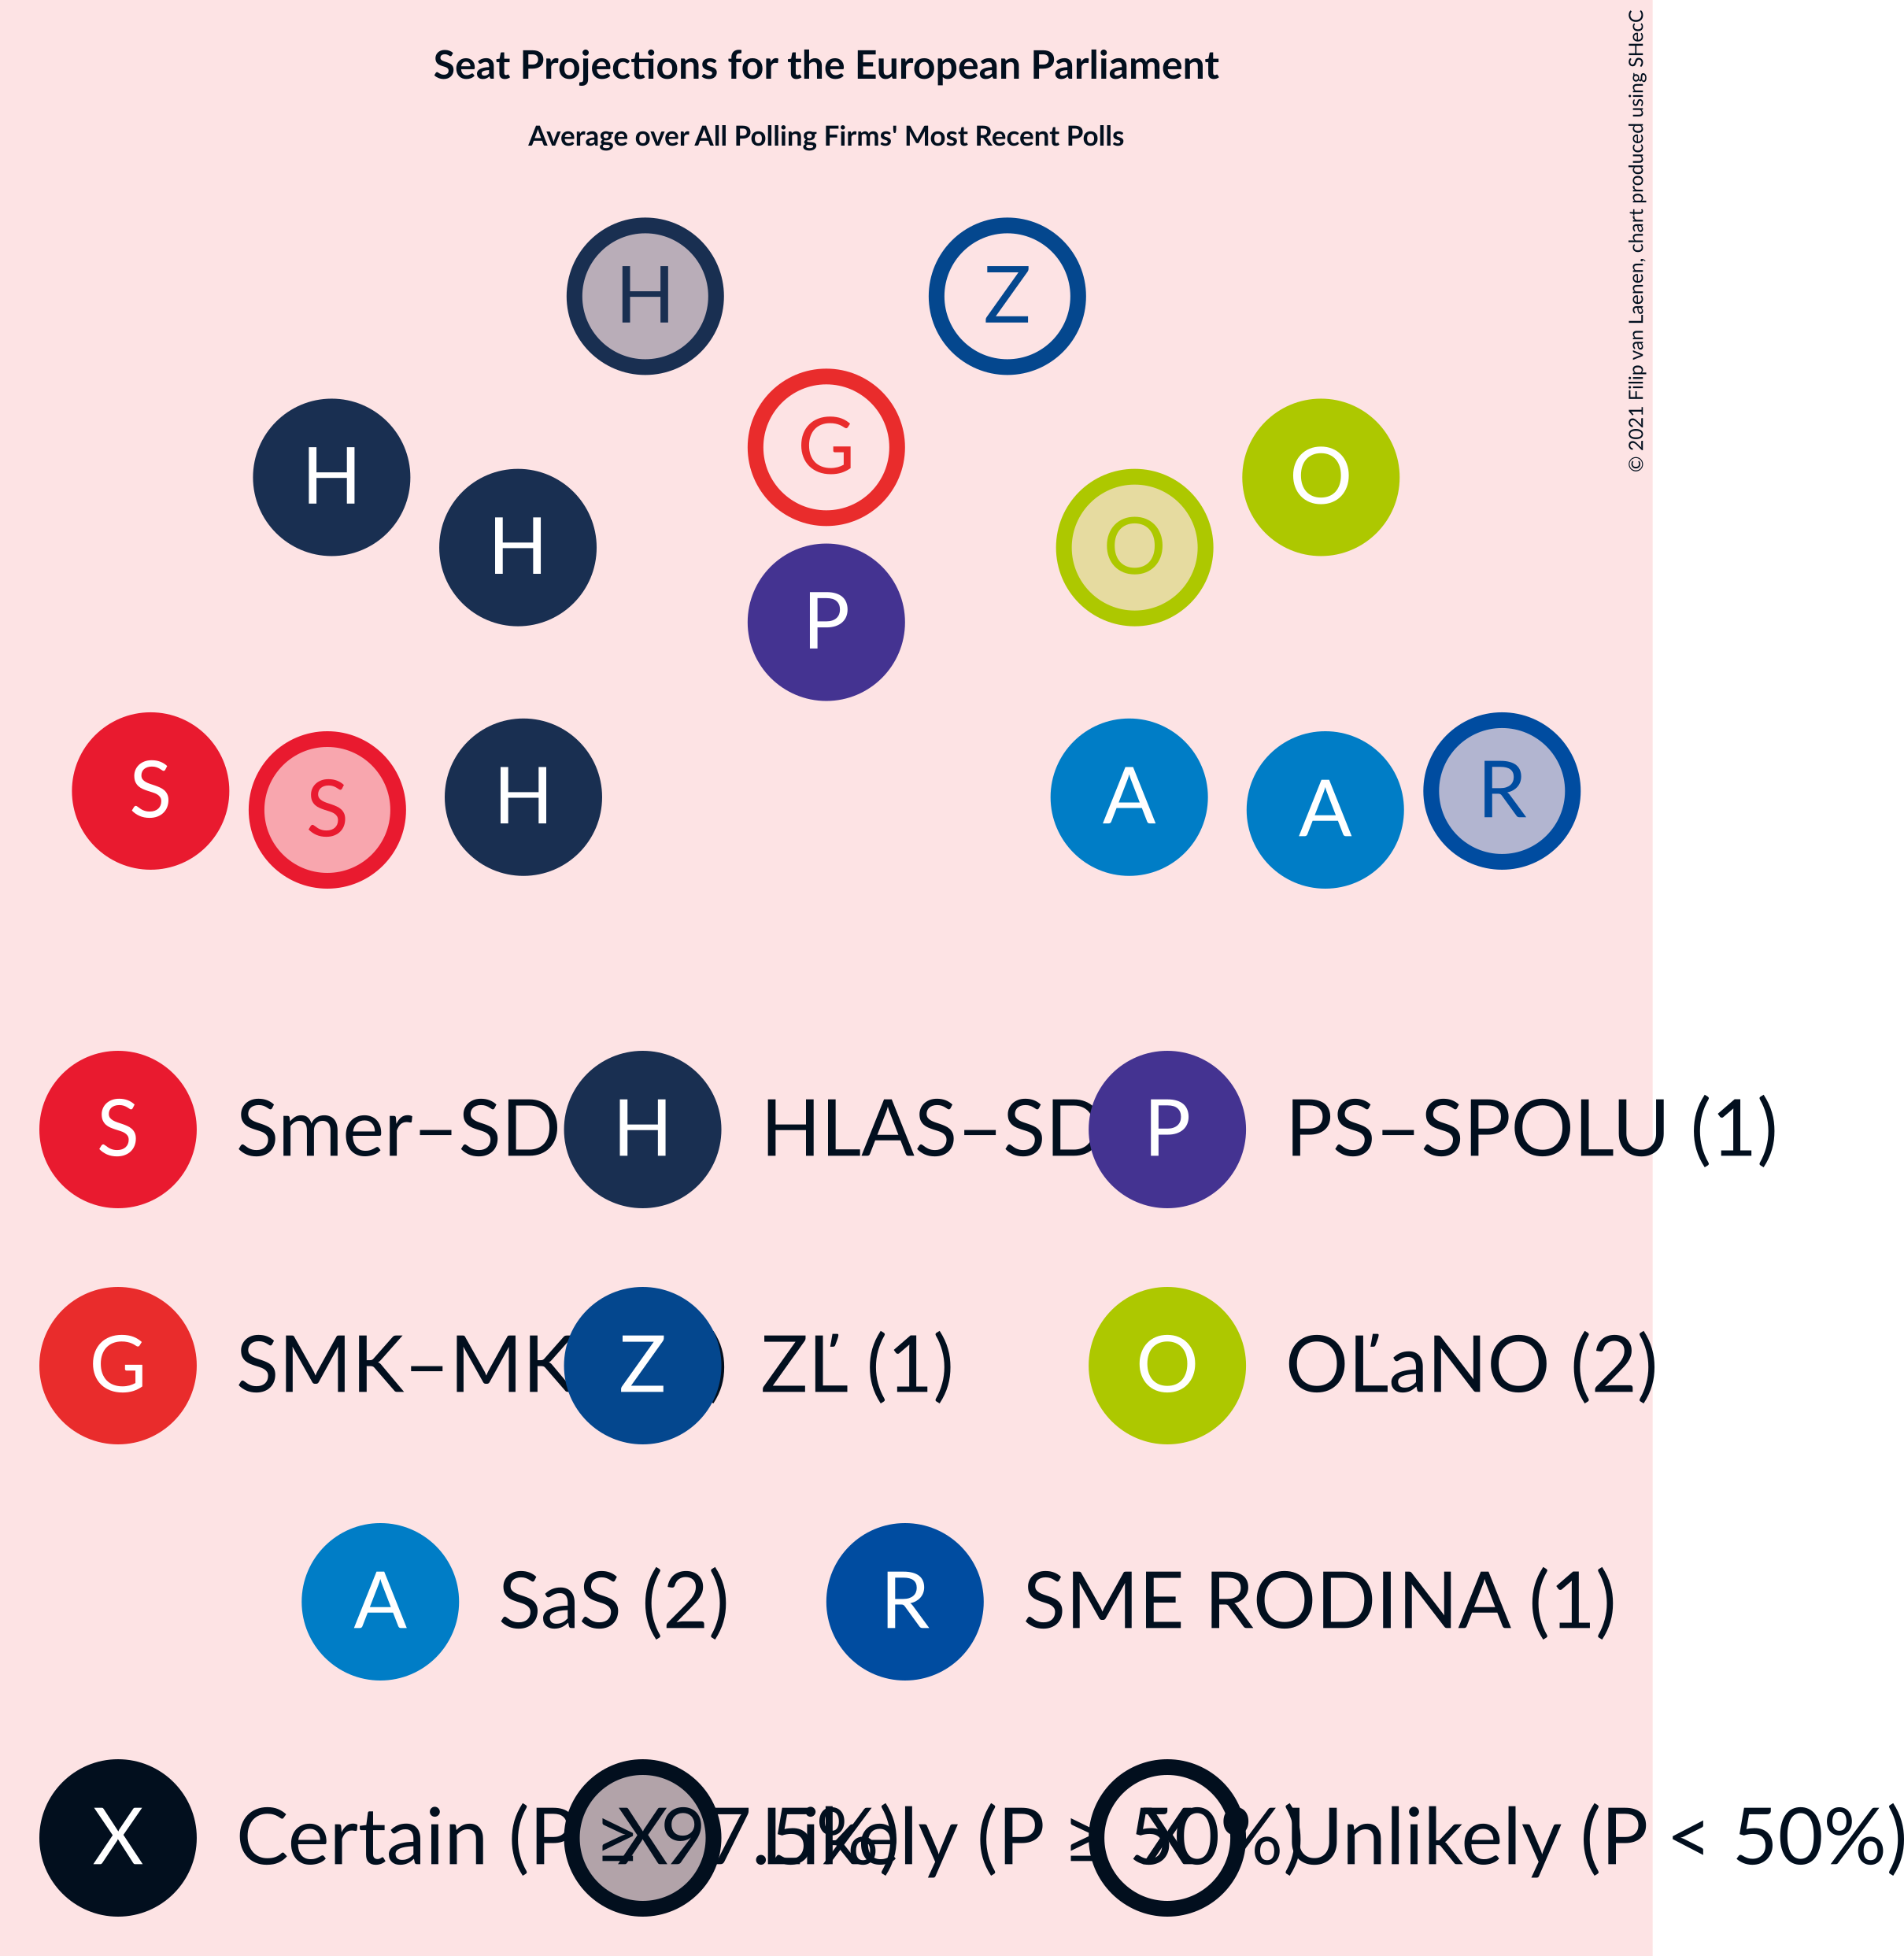 Seat Projections for the European Parliament
Average over All Polling Firms' Most Recent Polls
© 2021 Filip van Laenen, chart produced using SHecC
H Z
G
H O
H O
P
S R
H A
S A
S Smer–SD H HLAS–SD P PS–SPOLU (1)
G SMK–MK Z ZĽ (1) O OĽaNO (2)
A SaS (2) R SME RODINA (1)
X Certain (P ≥ 97.5%) X Likely (P ≥ 50%) X Unlikely (P < 50%)